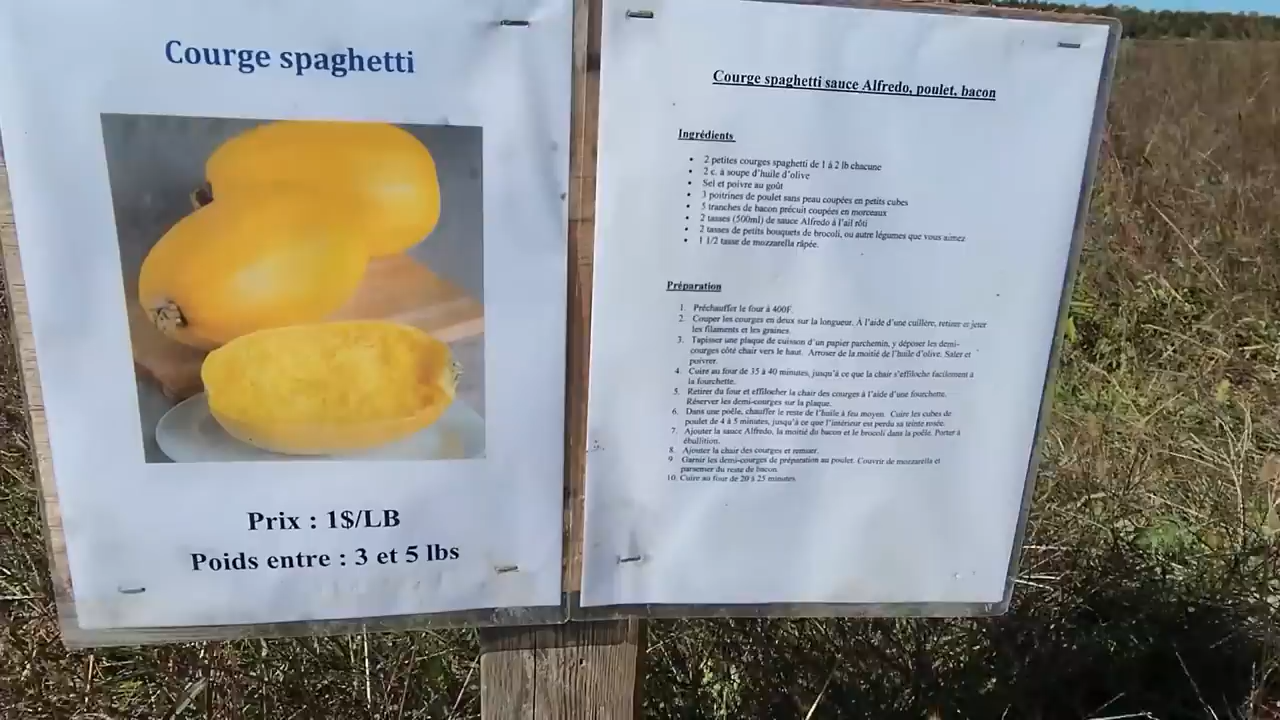 Courge spaghetti
Prix : 1$/LB
Poids entre : 3 et 5 lbs
Courge spaghetti sauce Alfredo, poulet, bacon
Ingrédients
• 2 petites courges spaghetti de 1 à 2 lb chacune
• 2 c. à soupe d'huile d'olive
• Sel et poivre au goût
• 3 poitrines de poulet sans peau coupées en petits cubes
• 5 tranches de bacon précuit coupées en morceaux
• 2 tasses (500ml) de sauce Alfredo à l'ail rôti
• 2 tasses de petits bouquets de brocoli, ou autre légumes que vous aimez
• 1 1/2 tasse de mozzarella râpée.
Préparation
1. Préchauffer le four à 400F.
2. Couper les courges en deux sur la longueur. À l'aide d'une cuillère, retirer et jeter
les filaments et les graines.
3. Tapisser une plaque de cuisson d'un papier parchemin, y déposer les demi-
courges côté chair vers le haut. Arroser de la moitié de l'huile d'olive. Saler et
poivrer.
4. Cuire au four de 35 à 40 minutes, jusqu'à ce que la chair s'effiloche facilement à
la fourchette.
5. Retirer du four et effilocher la chair des courges à l'aide d'une fourchette.
Réserver les demi-courges sur la plaque.
6. Dans une poêle, chauffer le reste de l'huile à feu moyen. Cuire les cubes de
poulet de 4 à 5 minutes, jusqu'à ce que l'intérieur est perdu sa teinte rosée.
7. Ajouter la sauce Alfredo, la moitié du bacon et le brocoli dans la poêle. Porter à
ébullition.
8. Ajouter la chair des courges et remuer.
9. Garnir les demi-courges de préparation au poulet. Couvrir de mozzarella et
parsemer du reste de bacon.
10. Cuire au four de 20 à 25 minutes.